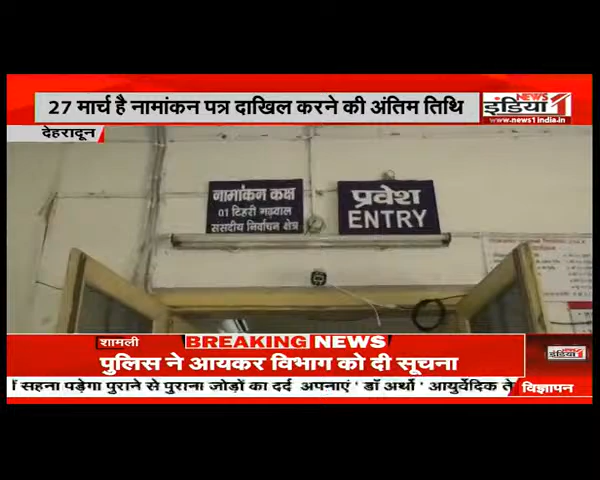 27 मार्च है नामांकन पत्र दाखिल करने की अंतिम तिथि
NEWS
इंडिया 1
www.news1india.in
देहरादून
नामांकन कक्ष
01 टिहरी गढ़वाल
संसदीय निर्वाचन क्षेत्र
प्रवेश
ENTRY
शामली
BREAKING NEWS
पुलिस ने आयकर विभाग को दी सूचना
इंडिया 1
सहना पड़ेगा पुराने से पुराना जोड़ों का दर्द अपनाएं ' डॉ अर्थो ' आयुर्वेदिक ते
विज्ञापन